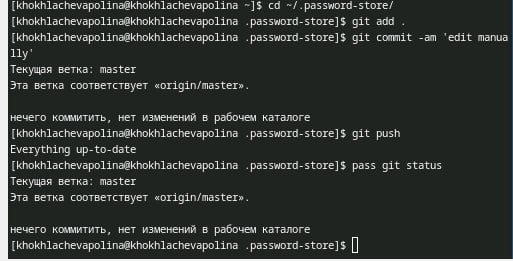 [khokhlachevapolina@khokhlachevapolina ~]$ cd ~/.password-store/
[khokhlachevapolina@khokhlachevapolina .password-store]$ git add .
[khokhlachevapolina@khokhlachevapolina .password-store]$ git commit -am 'edit manua
lly'
Текущая ветка: master
Эта ветка соответствует «origin/master».
нечего коммитить, нет изменений в рабочем каталоге
[khokhlachevapolina@khokhlachevapolina .password-store]$ git push
Everything up-to-date
[khokhlachevapolina@khokhlachevapolina .password-store]$ pass git status
Текущая ветка: master
Эта ветка соответствует «origin/master».
нечего коммитить, нет изменений в рабочем каталоге
[khokhlachevapolina@khokhlachevapolina .password-store]$